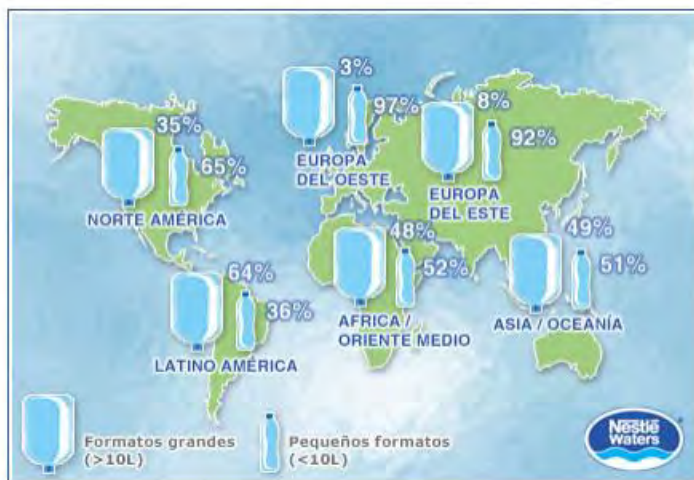 3%
97%
EUROPA
DEL OESTE
8%
92%
EUROPA
DEL ESTE
35%
65%
NORTE AMÉRICA
64%
36%
LATINO AMÉRICA
48%
52%
AFRICA /
ORIENTE MEDIO
49%
51%
ASIA / OCEANÍA
Formatos grandes
(>10L)
Pequeños formatos
(<10L)
Nestlé
Waters